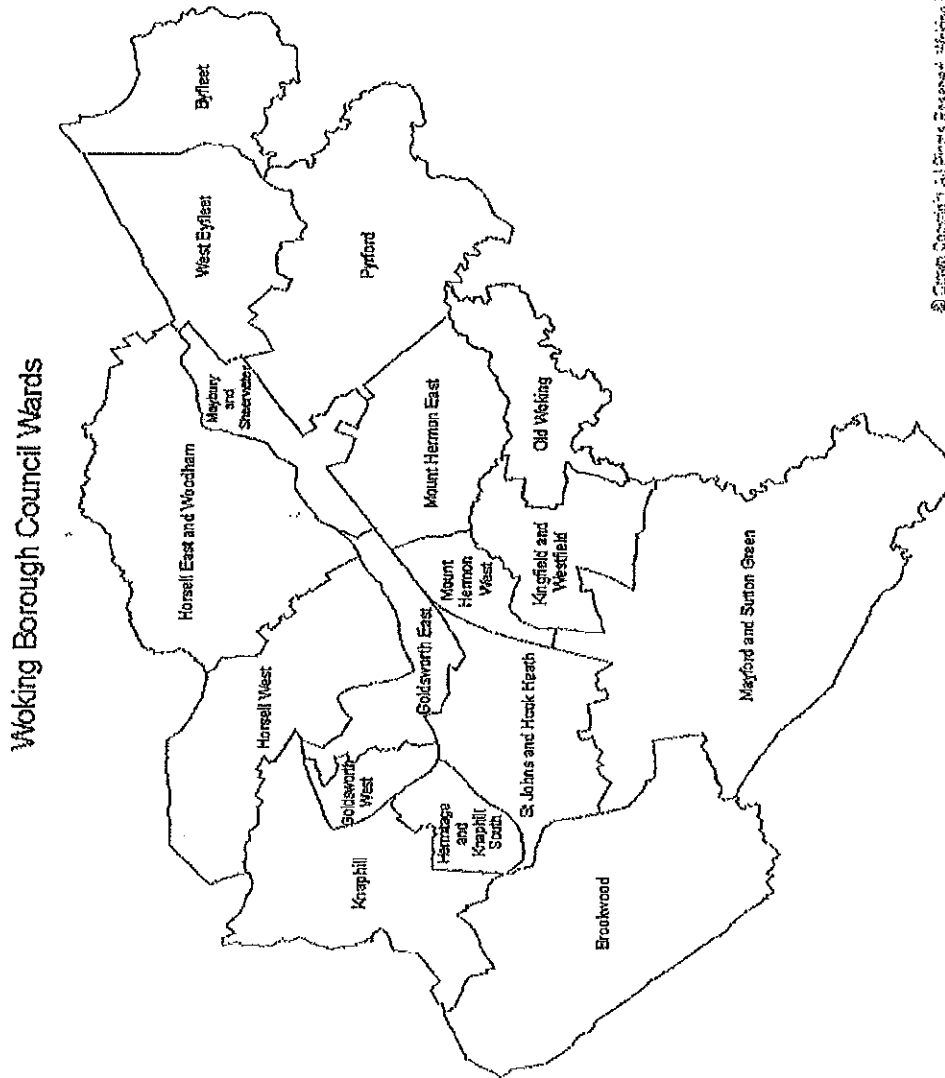 Woking Borough Council Wards
Byfleet
West Byfleet
Pyrford
Maybury
and
Sheerwater
Horsell East and Woodham
Mount Hermon East
Old Woking
Horsell West
Mount
Hermon
West
Kingfield and
Westfield
Goldsworth East
Goldsworth
West
St. Johns and Hook Heath
Mayford and Sutton Green
Hermitage
and
Knaphill
South
Knaphill
Brookwood
© Crown Copyright